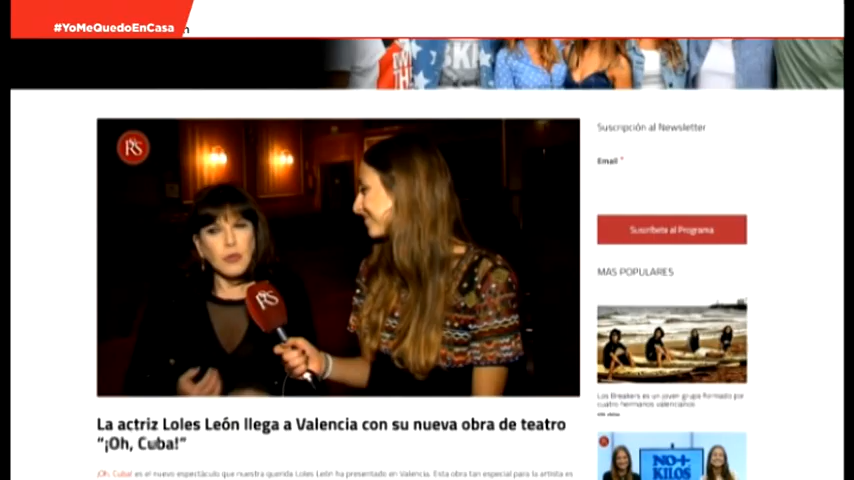 #YoMeQuedoEnCasa
RS
Suscripción al Newsletter
Email *
Suscríbete al Programa
MAS POPULARES
RS
Los Breakers es un joven grupo formado por
cuatro hermanos valencianos
La actriz Loles León llega a Valencia con su nueva obra de teatro
“¡Oh, Cuba!”
NO+
KILOS
¡Oh, Cuba! es el nuevo espectáculo que nuestra querida Loles León ha presentado en Valencia. Esta obra tan especial para la artista es